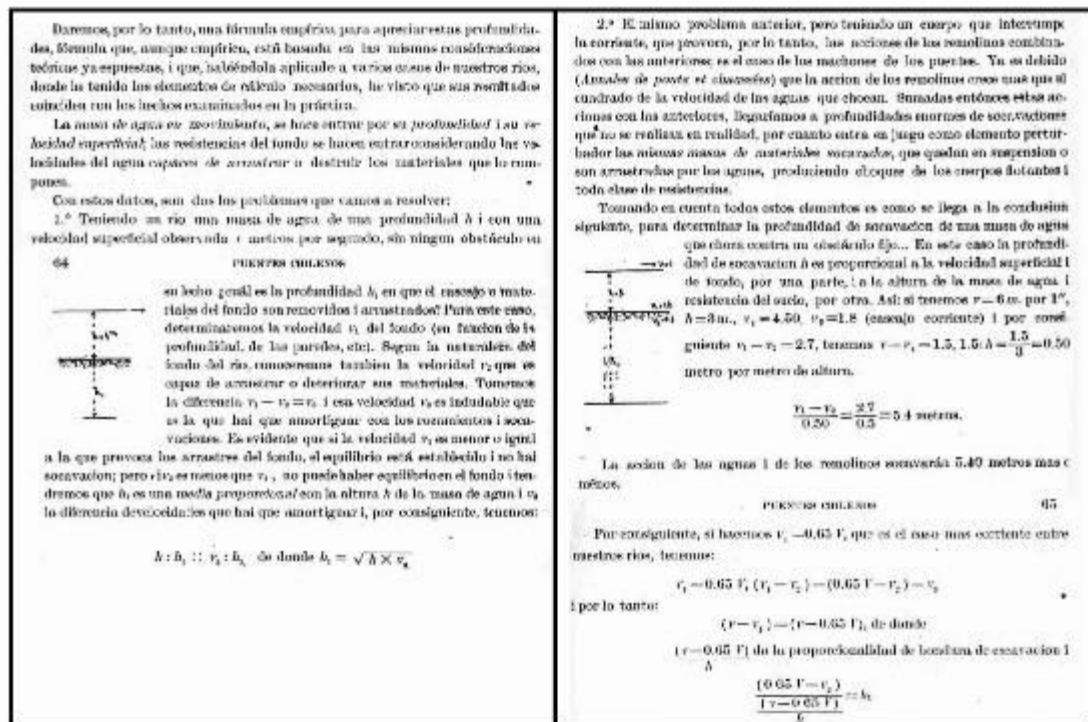 Daremos, por lo tanto, una fórmula empírica para apreciar estas profundida-
des, fórmula que, aunque empírica, está basada en las mismas consideraciones
teóricas ya espuestas, i que, habiéndola aplicado a varios casos de nuestros rios,
donde he tenido los elementos de cálculo necesarios, he visto que sus resultados
coinciden con los hechos examinados en la práctica.
La masa de agua en movimiento, se hace entrar por su profundidad i su ve-
locidad superficial; las resistencias del fondo se hacen entrar considerando las ve-
locidades del agua capaces de arrastrar o destruir los materiales que lo com-
ponen.
Con estos datos, son dos los problemas que vamos a resolver:
1.º Teniendo un rio una masa de agua de una profundidad h i con una
velocidad superficial observada v metros por segundo, sin ningun obstáculo en
64 PUENTES CHILENOS
su lecho ¿cuál es la profundidad h₁ en que el cascajo o mate-
riales del fondo son removidos i arrastrados? Para este caso,
determinaremos la velocidad v₁ del fondo (en funcion de la
profundidad, de las paredes, etc). Segun la naturaleza del
fondo del rio, conoceremos tambien la velocidad v₂ que es
capaz de arrastrar o deteriorar sus materiales. Tomemos
la diferencia v₁ — v₂ = v₃ i esa velocidad v₃ es indudable que
es la que hai que amortiguar con los rozamientos i soca-
vaciones. Es evidente que si la velocidad v₁ es menor o igual
a la que provoca los arrastres del fondo, el equilibrio está establecido i no hai
socavacion; pero si v₂ es menos que v₁, no puede haber equilibrio en el fondo i ten-
dremos que h₁ es una media proporcional con la altura h de la masa de agua i v₃
la diferencia de velocidades que hai que amortiguar i, por consiguiente, tenemos:
h : h₁ :: v₃ : h₁, de donde h₁ = √h × v₃
2.º El mismo problema anterior, pero teniendo un cuerpo que interrumpe
la corriente, que provoca, por lo tanto, las acciones de los remolinos combina-
dos con las anteriores; es el caso de los machones de los puentes. Ya es debido
(Annales de ponts et chaussées) que la accion de los remolinos crece mas que el
cuadrado de la velocidad de las aguas que chocan. Sumadas entónces estas ac-
ciones con las anteriores, llegaríamos a profundidades enormes de socavaciones
que no se realizan en realidad, por cuanto entra en juego como elemento pertur-
bador las mismas masas de materiales socavados, que quedan en suspension o
son arrastradas por las aguas, produciendo choques de los cuerpos flotantes i
toda clase de resistencias.
Tomando en cuenta todos estos elementos es como se llega a la conclusion
siguiente, para determinar la profundidad de socavacion de una masa de agua
que choca contra un obstáculo fijo... En este caso la profundi-
dad de socavacion h es proporcional a la velocidad superficial i
de fondo, por una parte, i a la altura de la masa de agua i
resistencia del suelo, por otra. Así: si tenemos v = 6 m. por 1",
h = 3 m., v₁ = 4.50, v₂ = 1.8 (cascajo corriente) i por consi-
guiente v₁ — v₂ = 2.7, tenemos v — v₁ = 1.5, 1.5: h = 1.5/3 = 0.50
metro por metro de altura.
(v₁ — v₂)/0.50 = 2.7/0.5 = 5.4 metros.
La accion de las aguas i de los remolinos socavarán 5.40 metros mas o
ménos.
PUENTES CHILENOS 65
Por consiguiente, si hacemos v₁ = 0.65 V, que es el caso mas corriente entre
nuestros rios, tenemos:
v₁ = 0.65 V, (v₁ — v₂) = (0.65 V — v₂) = v₃
i por lo tanto:
(v — v₁) = (v — 0.65 V), de donde
(v — 0.65 V)/h da la proporcionalidad de hondura de escavacion i
(0.65 V — v₂)/((v — 0.65 V)/h) = h₁